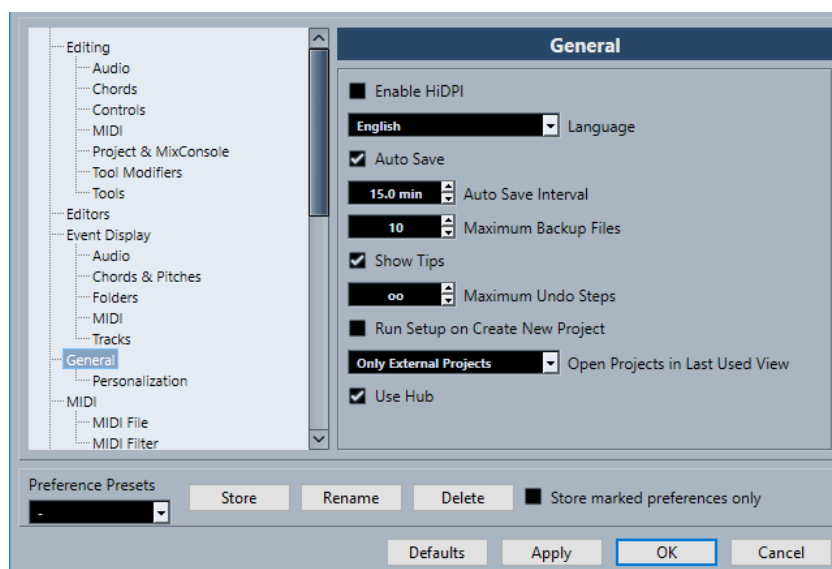 Editing
Audio
Chords
Controls
MIDI
Project & MixConsole
Tool Modifiers
Tools
Editors
Event Display
Audio
Chords & Pitches
Folders
MIDI
Tracks
General
Personalization
MIDI
MIDI File
MIDI Filter
General
Enable HiDPI
English Language
Auto Save
15.0 min Auto Save Interval
10 Maximum Backup Files
Show Tips
oo Maximum Undo Steps
Run Setup on Create New Project
Only External Projects Open Projects in Last Used View
Use Hub
Preference Presets
-
Store Rename Delete Store marked preferences only
Defaults Apply OK Cancel